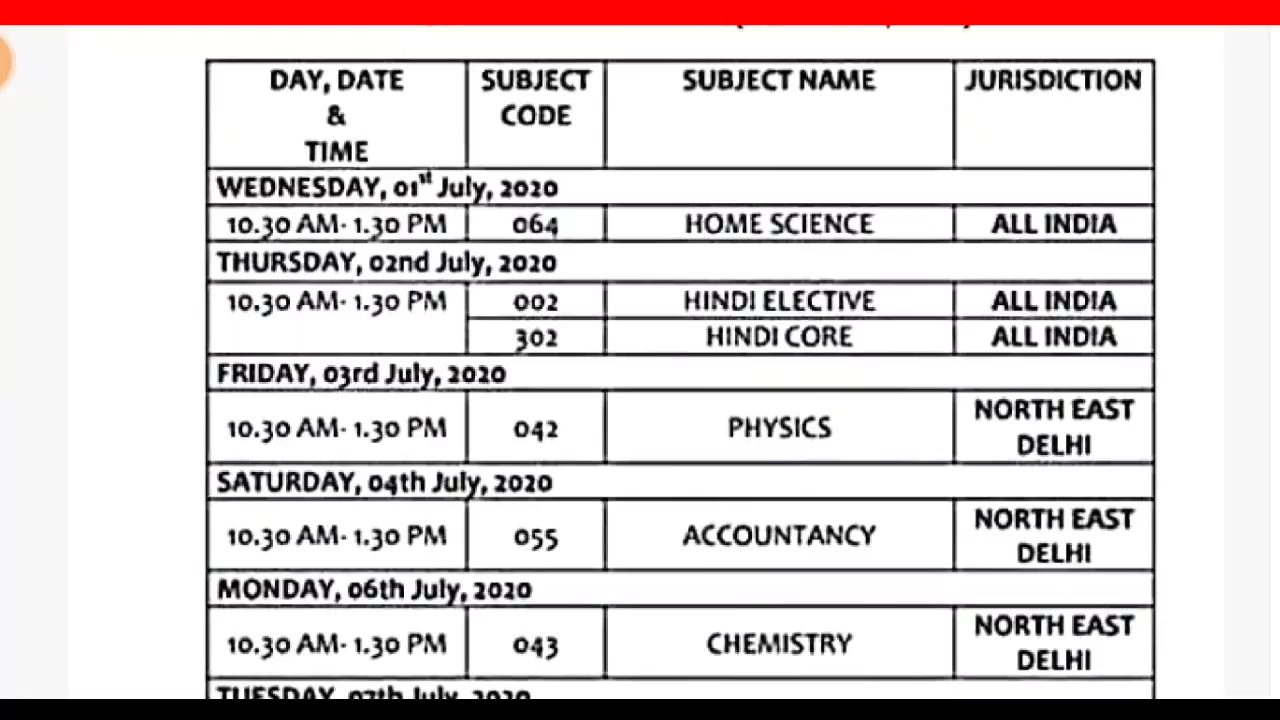 DAY, DATE & TIME SUBJECT CODE SUBJECT NAME JURISDICTION
WEDNESDAY, 01st July, 2020
10.30 AM- 1.30 PM 064 HOME SCIENCE ALL INDIA
THURSDAY, 02nd July, 2020
10.30 AM- 1.30 PM 002 HINDI ELECTIVE ALL INDIA
302 HINDI CORE ALL INDIA
FRIDAY, 03rd July, 2020
10.30 AM- 1.30 PM 042 PHYSICS NORTH EAST DELHI
SATURDAY, 04th July, 2020
10.30 AM- 1.30 PM 055 ACCOUNTANCY NORTH EAST DELHI
MONDAY, 06th July, 2020
10.30 AM- 1.30 PM 043 CHEMISTRY NORTH EAST DELHI
TUESDAY, 07th July, 2020